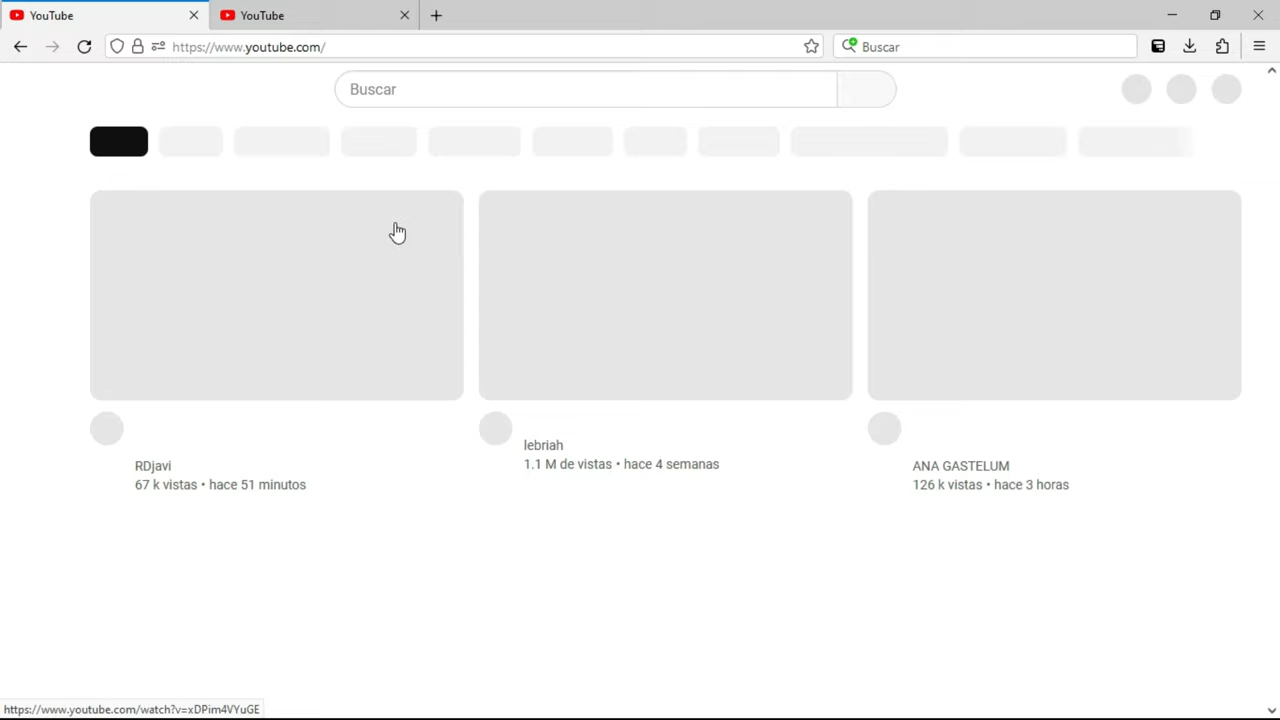 YouTube
YouTube
https://www.youtube.com/
Buscar
Buscar
RDjavi
67 k vistas • hace 51 minutos
lebriah
1.1 M de vistas • hace 4 semanas
ANA GASTELUM
126 k vistas • hace 3 horas
https://www.youtube.com/watch?v=xDPim4VYuGE